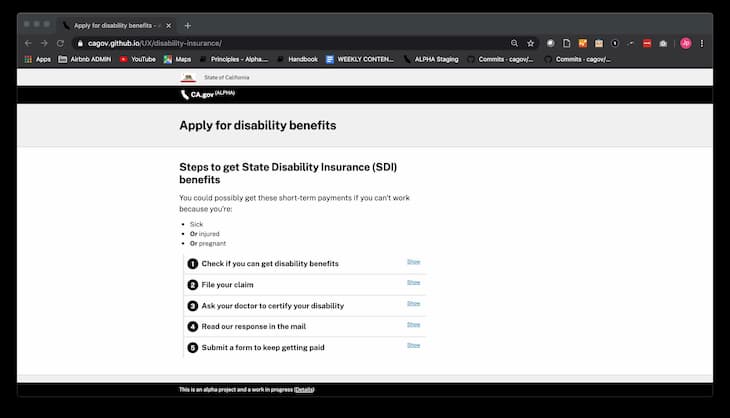 Apply for disability benefits - A
cagov.github.io/UX/disability-insurance/
Apps Airbnb ADMIN YouTube Maps Principles - Alpha.... Handbook WEEKLY CONTEN... ALPHA Staging Commits · cagov/... Commits · cagov/...
State of California
CA.gov (ALPHA)
Apply for disability benefits
Steps to get State Disability Insurance (SDI)
benefits
You could possibly get these short-term payments if you can't work
because you're:
• Sick
• Or injured
• Or pregnant
1 Check if you can get disability benefits Show
2 File your claim Show
3 Ask your doctor to certify your disability Show
4 Read our response in the mail Show
5 Submit a form to keep getting paid Show
This is an alpha project and a work in progress (Details)